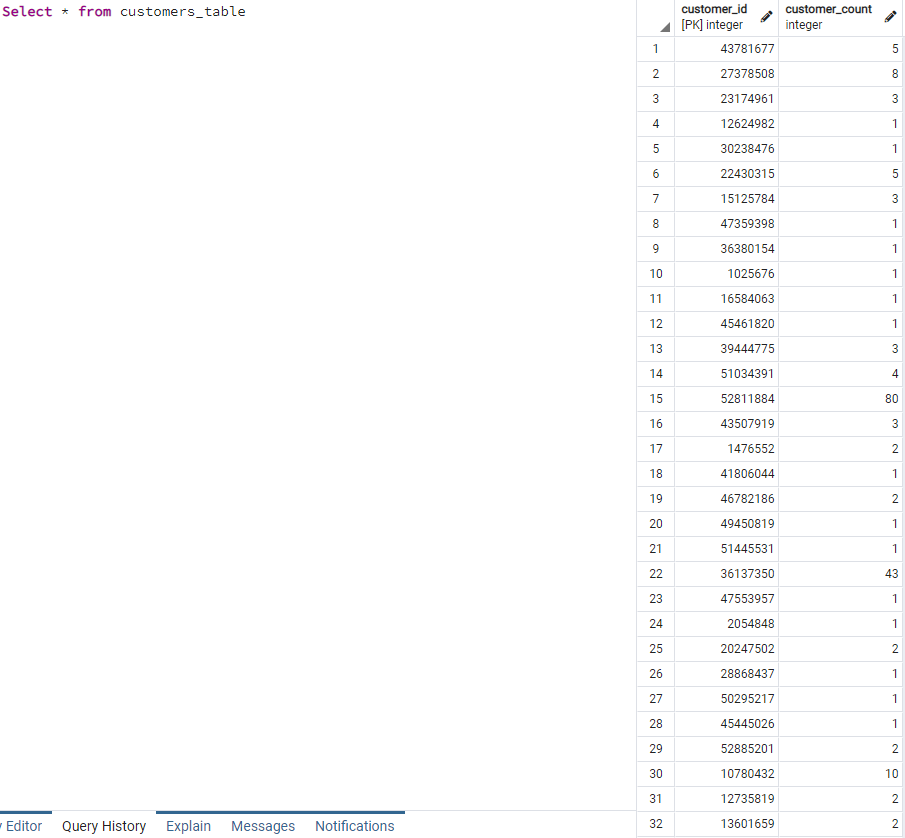 Select * from customers_table
customer_id customer_count
[PK] integer integer
1 43781677 5
2 27378508 8
3 23174961 3
4 12624982 1
5 30238476 1
6 22430315 5
7 15125784 3
8 47359398 1
9 36380154 1
10 1025676 1
11 16584063 1
12 45461820 1
13 39444775 3
14 51034391 4
15 52811884 80
16 43507919 3
17 1476552 2
18 41806044 1
19 46782186 2
20 49450819 1
21 51445531 1
22 36137350 43
23 47553957 1
24 2054848 1
25 20247502 2
26 28868437 1
27 50295217 1
28 45445026 1
29 52885201 2
30 10780432 10
31 12735819 2
32 13601659 2
Editor Query History Explain Messages Notifications